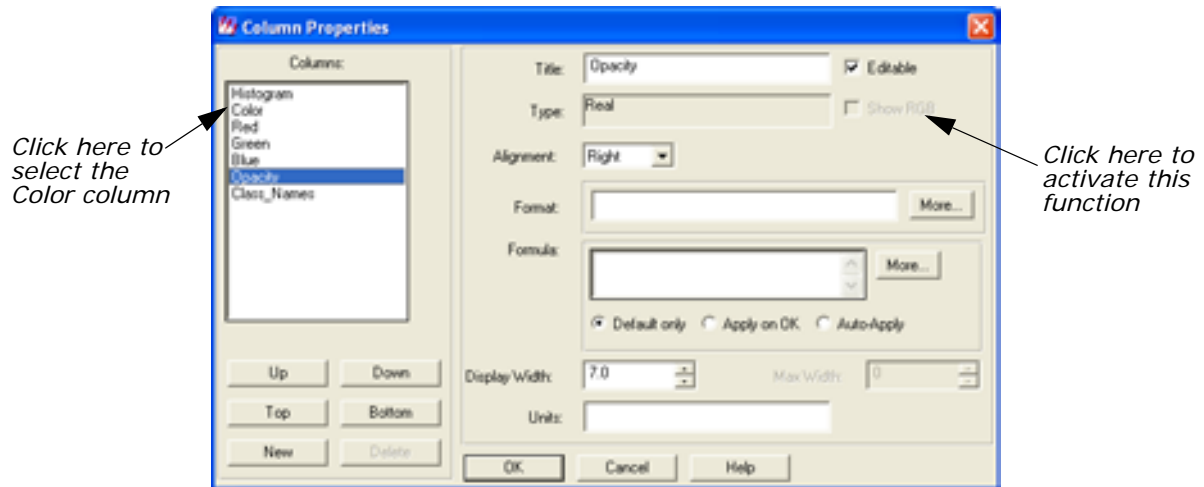 Column Properties
Columns:
Histogram
Color
Red
Green
Blue
Opacity
Class_Names
Up
Down
Top
Bottom
New
Delete
Title:
Opacity
Editable
Type:
Real
Show RGB
Alignment:
Right
Format:
More...
Formula:
More...
Default only
Apply on OK
Auto-Apply
Display Width:
7.0
Max Width:
0
Units:
OK
Cancel
Help
Click here to
select the
Color column
Click here to
activate this
function